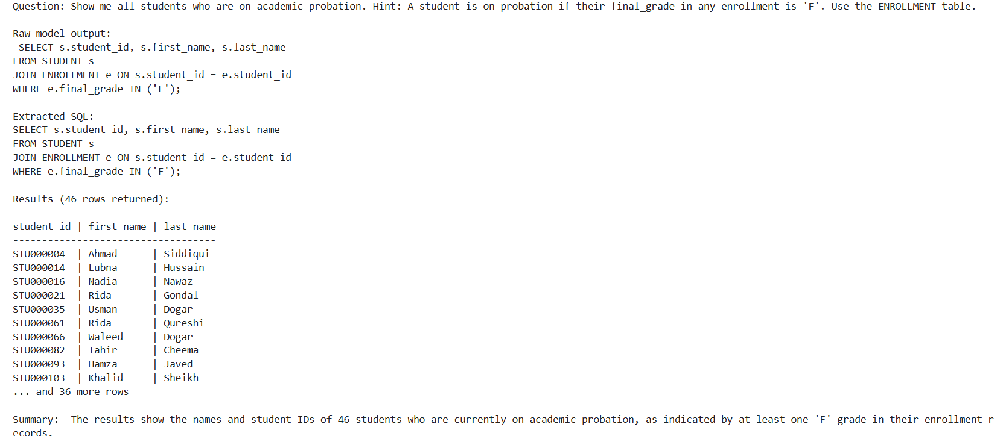 Question: Show me all students who are on academic probation. Hint: A student is on probation if their final_grade in any enrollment is 'F'. Use the ENROLLMENT table.
------------------------------------------------------------
Raw model output:
 SELECT s.student_id, s.first_name, s.last_name
FROM STUDENT s
JOIN ENROLLMENT e ON s.student_id = e.student_id
WHERE e.final_grade IN ('F');

Extracted SQL:
SELECT s.student_id, s.first_name, s.last_name
FROM STUDENT s
JOIN ENROLLMENT e ON s.student_id = e.student_id
WHERE e.final_grade IN ('F');

Results (46 rows returned):

student_id | first_name | last_name
-----------------------------------
STU000004  | Ahmad      | Siddiqui
STU000014  | Lubna      | Hussain
STU000016  | Nadia      | Nawaz
STU000021  | Rida       | Gondal
STU000035  | Usman      | Dogar
STU000061  | Rida       | Qureshi
STU000066  | Waleed     | Dogar
STU000082  | Tahir      | Cheema
STU000093  | Hamza      | Javed
STU000103  | Khalid     | Sheikh
... and 36 more rows

Summary:  The results show the names and student IDs of 46 students who are currently on academic probation, as indicated by at least one 'F' grade in their enrollment r
ecords.